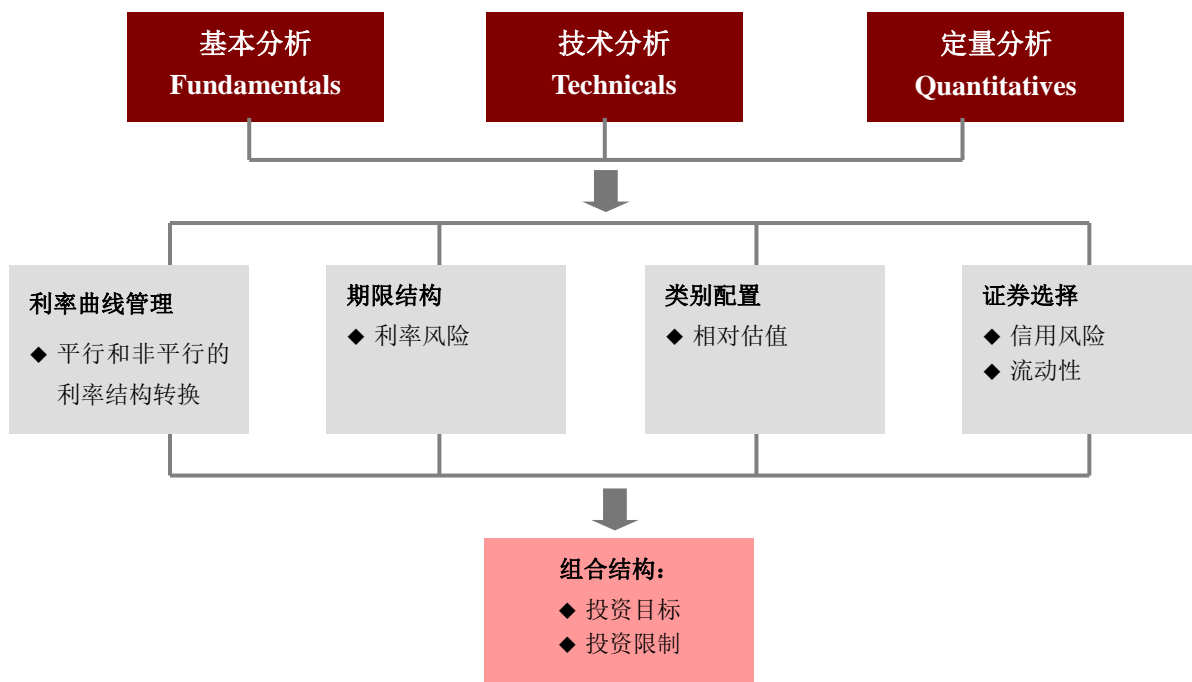 基本分析
Fundamentals
技术分析
Technicals
定量分析
Quantitatives
利率曲线管理
◆ 平行和非平行的
利率结构转换
期限结构
◆ 利率风险
类别配置
◆ 相对估值
证券选择
◆ 信用风险
◆ 流动性
组合结构：
◆ 投资目标
◆ 投资限制